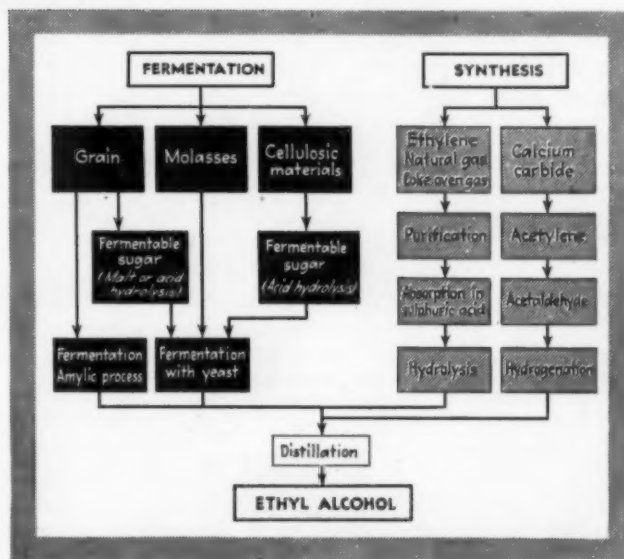 FERMENTATION
SYNTHESIS
Grain
Molasses
Cellulosic
materials
Ethylene
Natural gas
Coke oven gas
Calcium
carbide
Fermentable
sugar
(Malt or acid
hydrolysis)
Fermentable
sugar
(Acid hydrolysis)
Purification
Acetylene
Absorption in
sulphuric acid
Acetaldehyde
Fermentation
Amylic process
Fermentation
with yeast
Hydrolysis
Hydrogenation
Distillation
ETHYL ALCOHOL